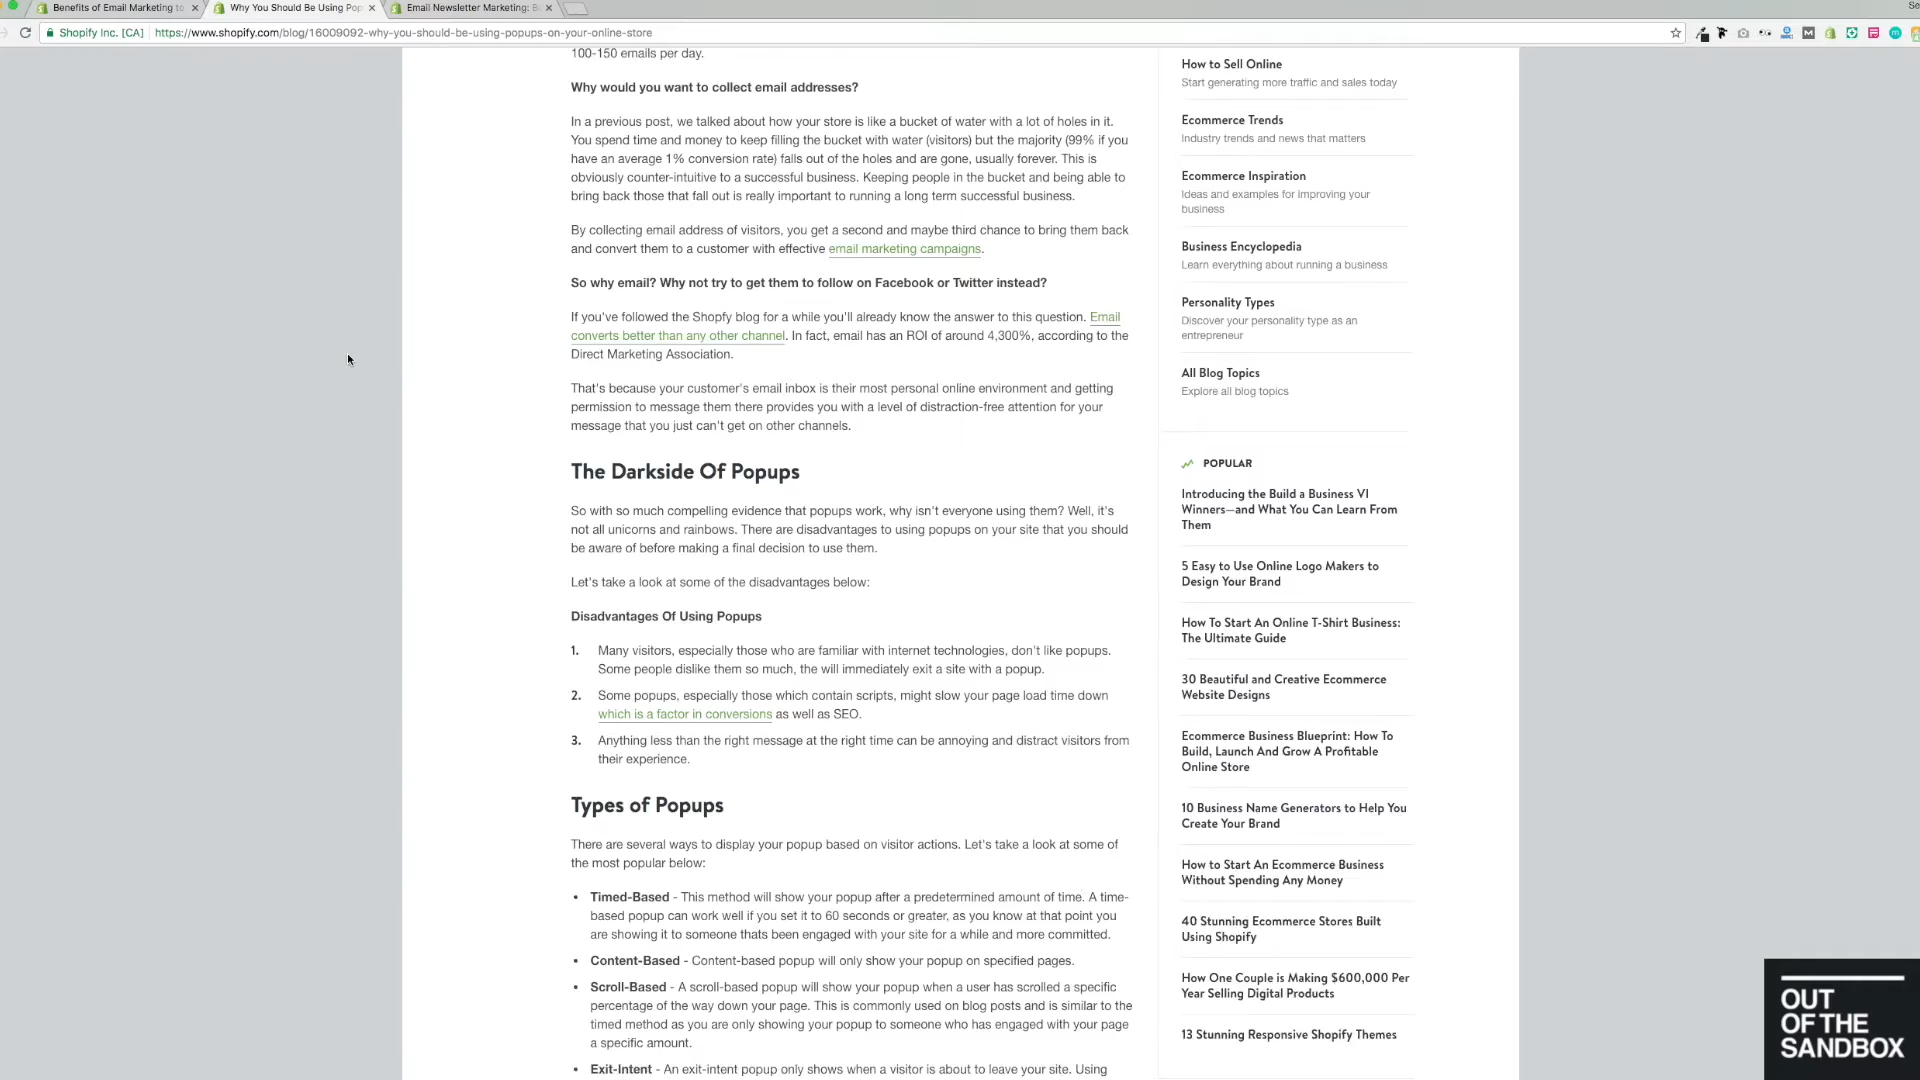 Benefits of Email Marketing to
Why You Should Be Using Pop
Email Newsletter Marketing: B
Se
Shopify Inc. [CA]
https://www.shopify.com/blog/16009092-why-you-should-be-using-popups-on-your-online-store
100-150 emails per day.
Why would you want to collect email addresses?
In a previous post, we talked about how your store is like a bucket of water with a lot of holes in it.
You spend time and money to keep filling the bucket with water (visitors) but the majority (99% if you
have an average 1% conversion rate) falls out of the holes and are gone, usually forever. This is
obviously counter-intuitive to a successful business. Keeping people in the bucket and being able to
bring back those that fall out is really important to running a long term successful business.
By collecting email address of visitors, you get a second and maybe third chance to bring them back
and convert them to a customer with effective email marketing campaigns.
So why email? Why not try to get them to follow on Facebook or Twitter instead?
If you've followed the Shopfy blog for a while you'll already know the answer to this question. Email
converts better than any other channel. In fact, email has an ROI of around 4,300%, according to the
Direct Marketing Association.
That's because your customer's email inbox is their most personal online environment and getting
permission to message them there provides you with a level of distraction-free attention for your
message that you just can't get on other channels.
The Darkside Of Popups
So with so much compelling evidence that popups work, why isn't everyone using them? Well, it's
not all unicorns and rainbows. There are disadvantages to using popups on your site that you should
be aware of before making a final decision to use them.
Let's take a look at some of the disadvantages below:
Disadvantages Of Using Popups
1. Many visitors, especially those who are familiar with internet technologies, don't like popups.
Some people dislike them so much, the will immediately exit a site with a popup.
2. Some popups, especially those which contain scripts, might slow your page load time down
which is a factor in conversions as well as SEO.
3. Anything less than the right message at the right time can be annoying and distract visitors from
their experience.
Types of Popups
There are several ways to display your popup based on visitor actions. Let's take a look at some of
the most popular below:
• Timed-Based - This method will show your popup after a predetermined amount of time. A time-
based popup can work well if you set it to 60 seconds or greater, as you know at that point you
are showing it to someone thats been engaged with your site for a while and more committed.
• Content-Based - Content-based popup will only show your popup on specified pages.
• Scroll-Based - A scroll-based popup will show your popup when a user has scrolled a specific
percentage of the way down your page. This is commonly used on blog posts and is similar to the
timed method as you are only showing your popup to someone who has engaged with your page
a specific amount.
• Exit-Intent - An exit-intent popup only shows when a visitor is about to leave your site. Using
How to Sell Online
Start generating more traffic and sales today
Ecommerce Trends
Industry trends and news that matters
Ecommerce Inspiration
Ideas and examples for improving your
business
Business Encyclopedia
Learn everything about running a business
Personality Types
Discover your personality type as an
entrepreneur
All Blog Topics
Explore all blog topics
POPULAR
Introducing the Build a Business VI
Winners—and What You Can Learn From
Them
5 Easy to Use Online Logo Makers to
Design Your Brand
How To Start An Online T-Shirt Business:
The Ultimate Guide
30 Beautiful and Creative Ecommerce
Website Designs
Ecommerce Business Blueprint: How To
Build, Launch And Grow A Profitable
Online Store
10 Business Name Generators to Help You
Create Your Brand
How to Start An Ecommerce Business
Without Spending Any Money
40 Stunning Ecommerce Stores Built
Using Shopify
How One Couple is Making $600,000 Per
Year Selling Digital Products
13 Stunning Responsive Shopify Themes
OUT
OF THE
SANDBOX